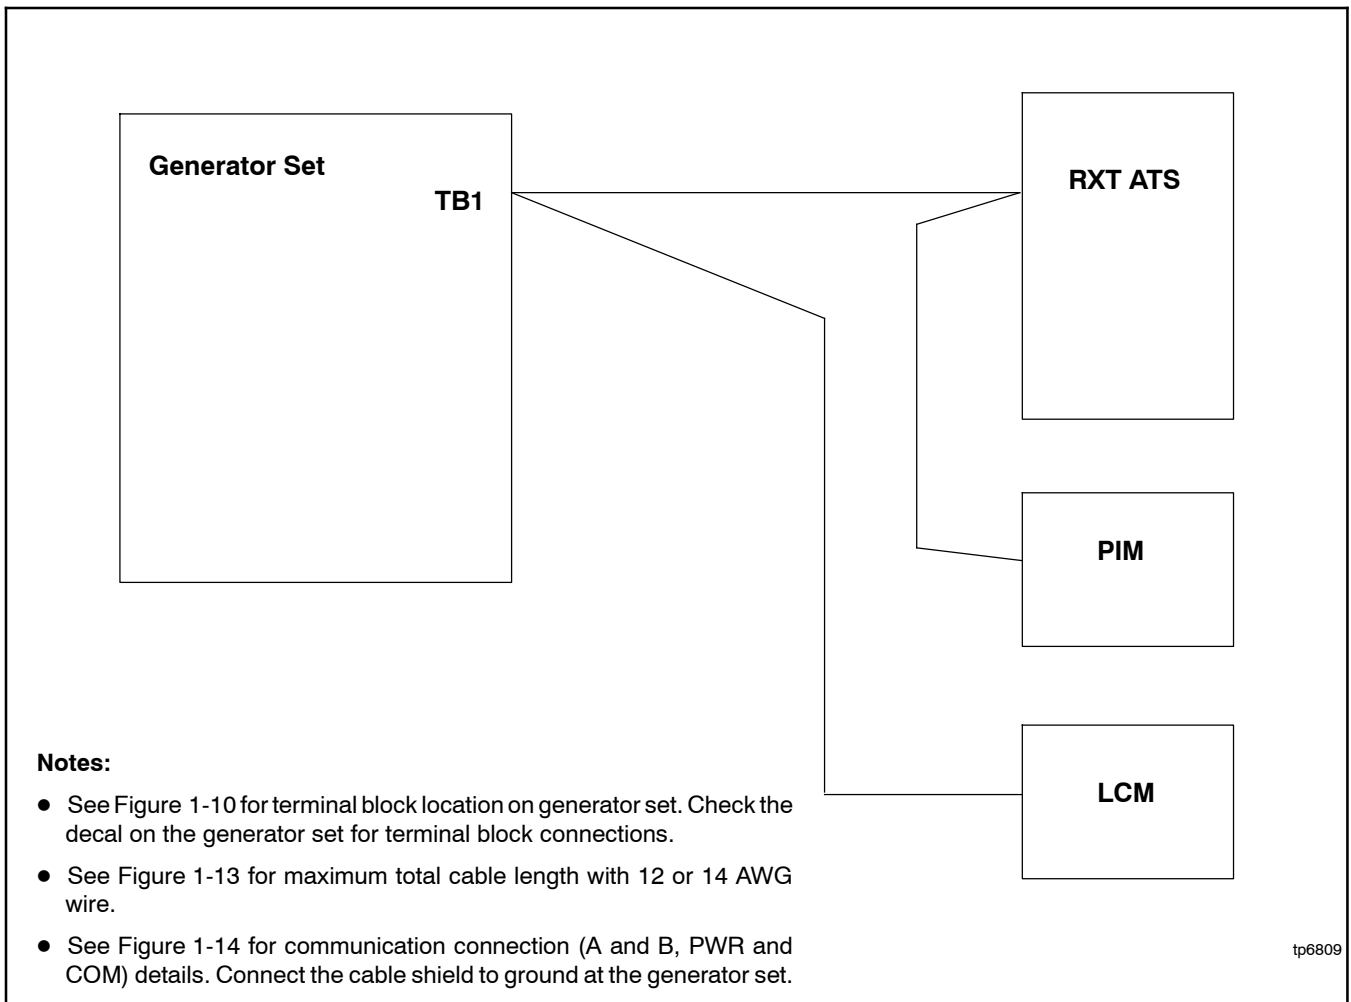 Generator Set
TB1
RXT ATS
PIM
LCM
Notes:
● See Figure 1-10 for terminal block location on generator set. Check the
decal on the generator set for terminal block connections.
● See Figure 1-13 for maximum total cable length with 12 or 14 AWG
wire.
● See Figure 1-14 for communication connection (A and B, PWR and
COM) details. Connect the cable shield to ground at the generator set.
tp6809